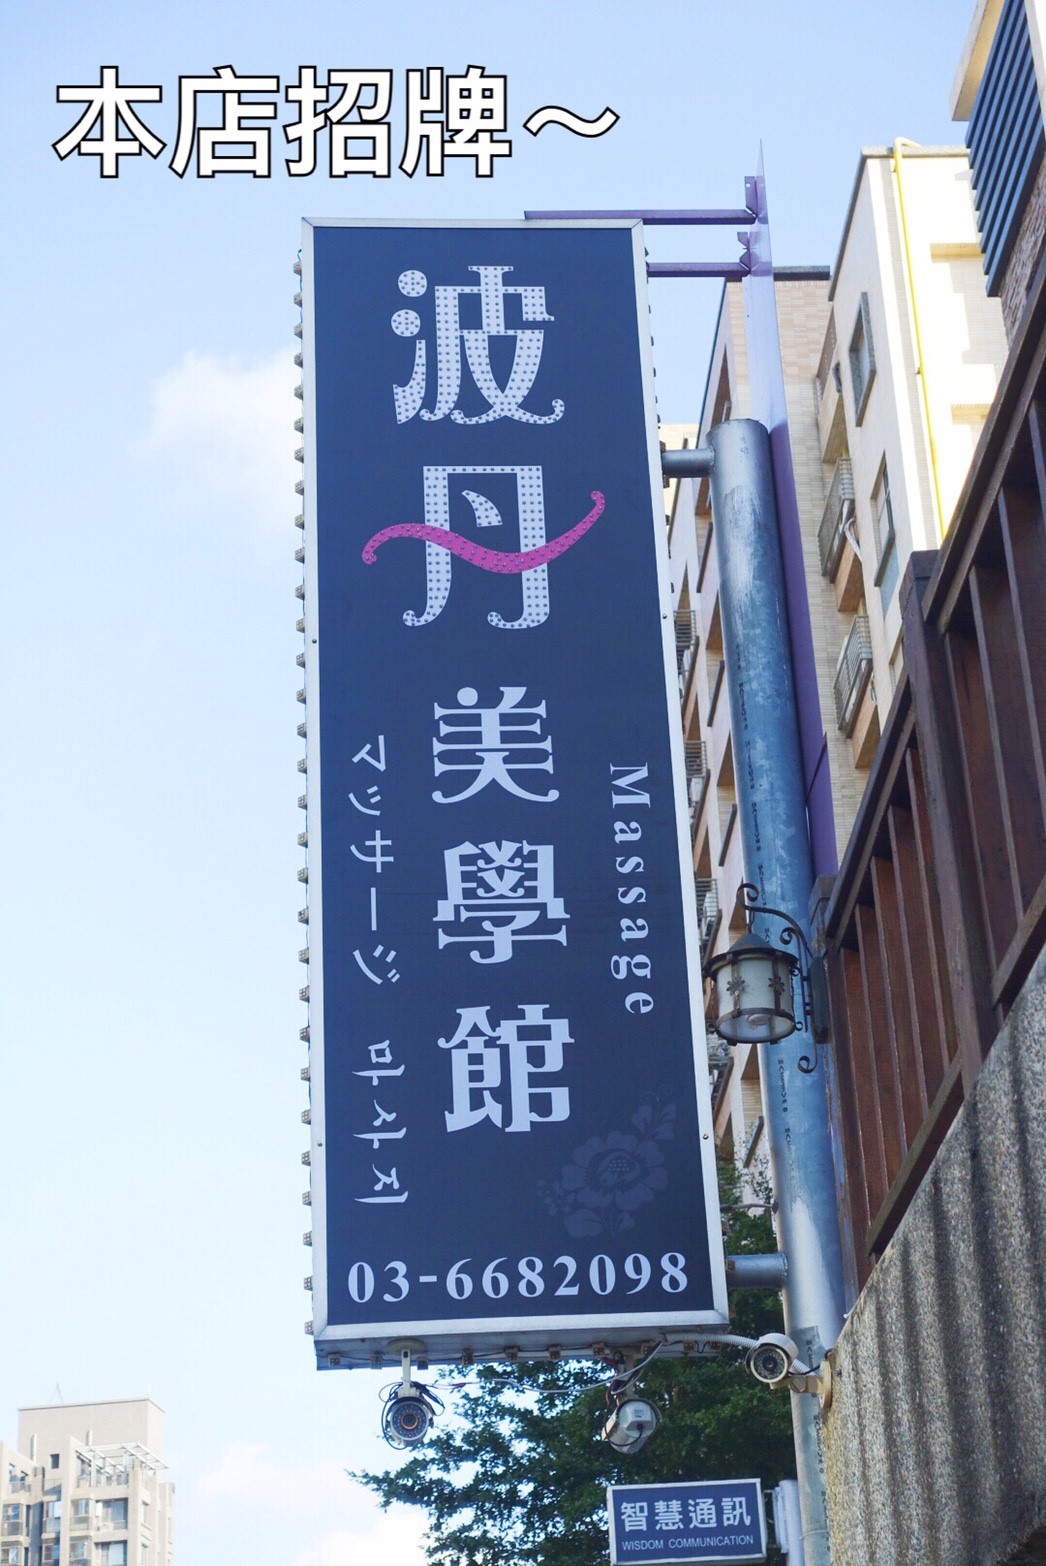 本店招牌～
波丹
美學館
Massage
マッサージ 마사지
03-6682098
智慧通訊
WISDOM COMMUNICATION